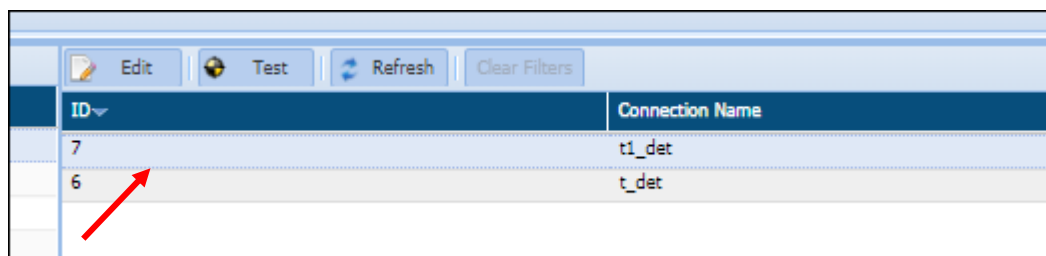 Edit Test Refresh Clear Filters
ID Connection Name
7 t1_det
6 t_det